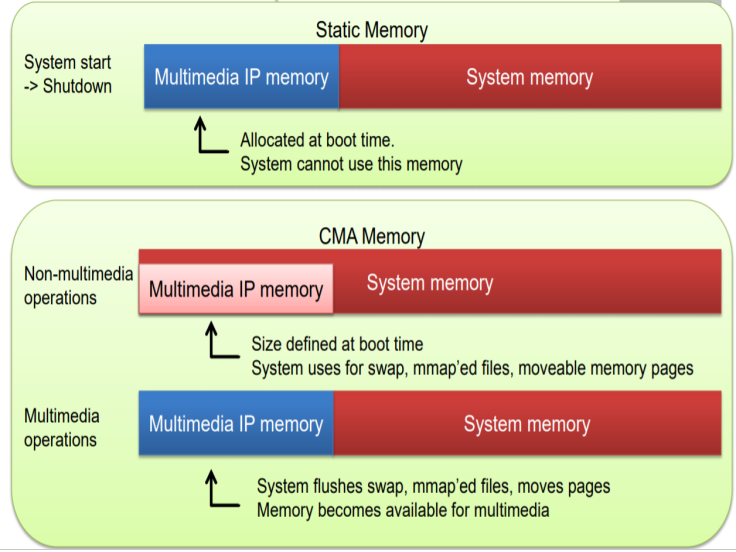 Static Memory
System start
-> Shutdown
Multimedia IP memory
System memory
Allocated at boot time.
System cannot use this memory
CMA Memory
Non-multimedia
operations
Multimedia IP memory
System memory
Size defined at boot time
System uses for swap, mmap'ed files, moveable memory pages
Multimedia
operations
Multimedia IP memory
System memory
System flushes swap, mmap'ed files, moves pages
Memory becomes available for multimedia